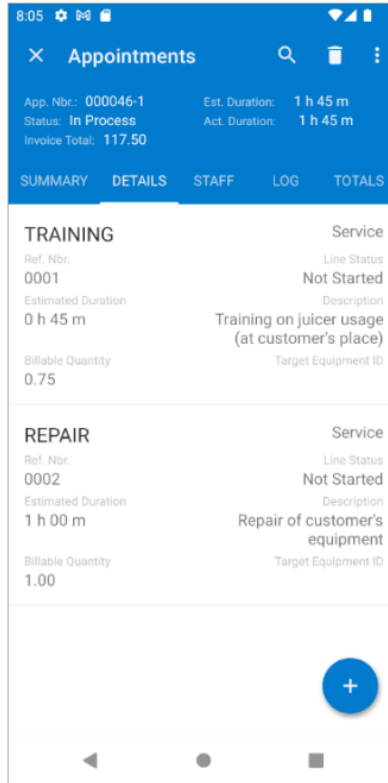 8:05
Appointments
App. Nbr.: 000046-1 Est. Duration: 1 h 45 m
Status: In Process Act. Duration: 1 h 45 m
Invoice Total: 117.50
SUMMARY DETAILS STAFF LOG TOTALS
TRAINING Service
Ref. Nbr. Line Status
0001 Not Started
Estimated Duration Description
0 h 45 m Training on juicer usage
(at customer's place)
Billable Quantity Target Equipment ID
0.75
REPAIR Service
Ref. Nbr. Line Status
0002 Not Started
Estimated Duration Description
1 h 00 m Repair of customer's
equipment
Billable Quantity Target Equipment ID
1.00